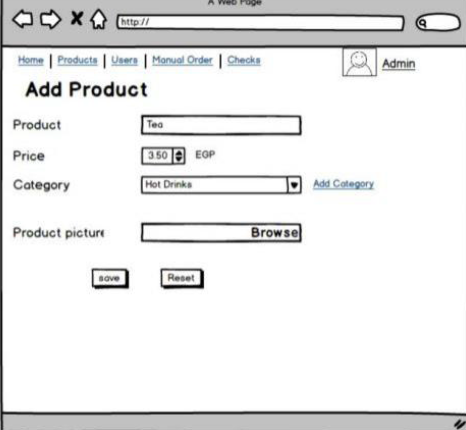 A Web Page
http://
Home | Products | Users | Manual Order | Checks
Admin
Add Product
Product Tea
Price 3.50 EGP
Category Hot Drinks Add Category
Product picture Browse
save Reset